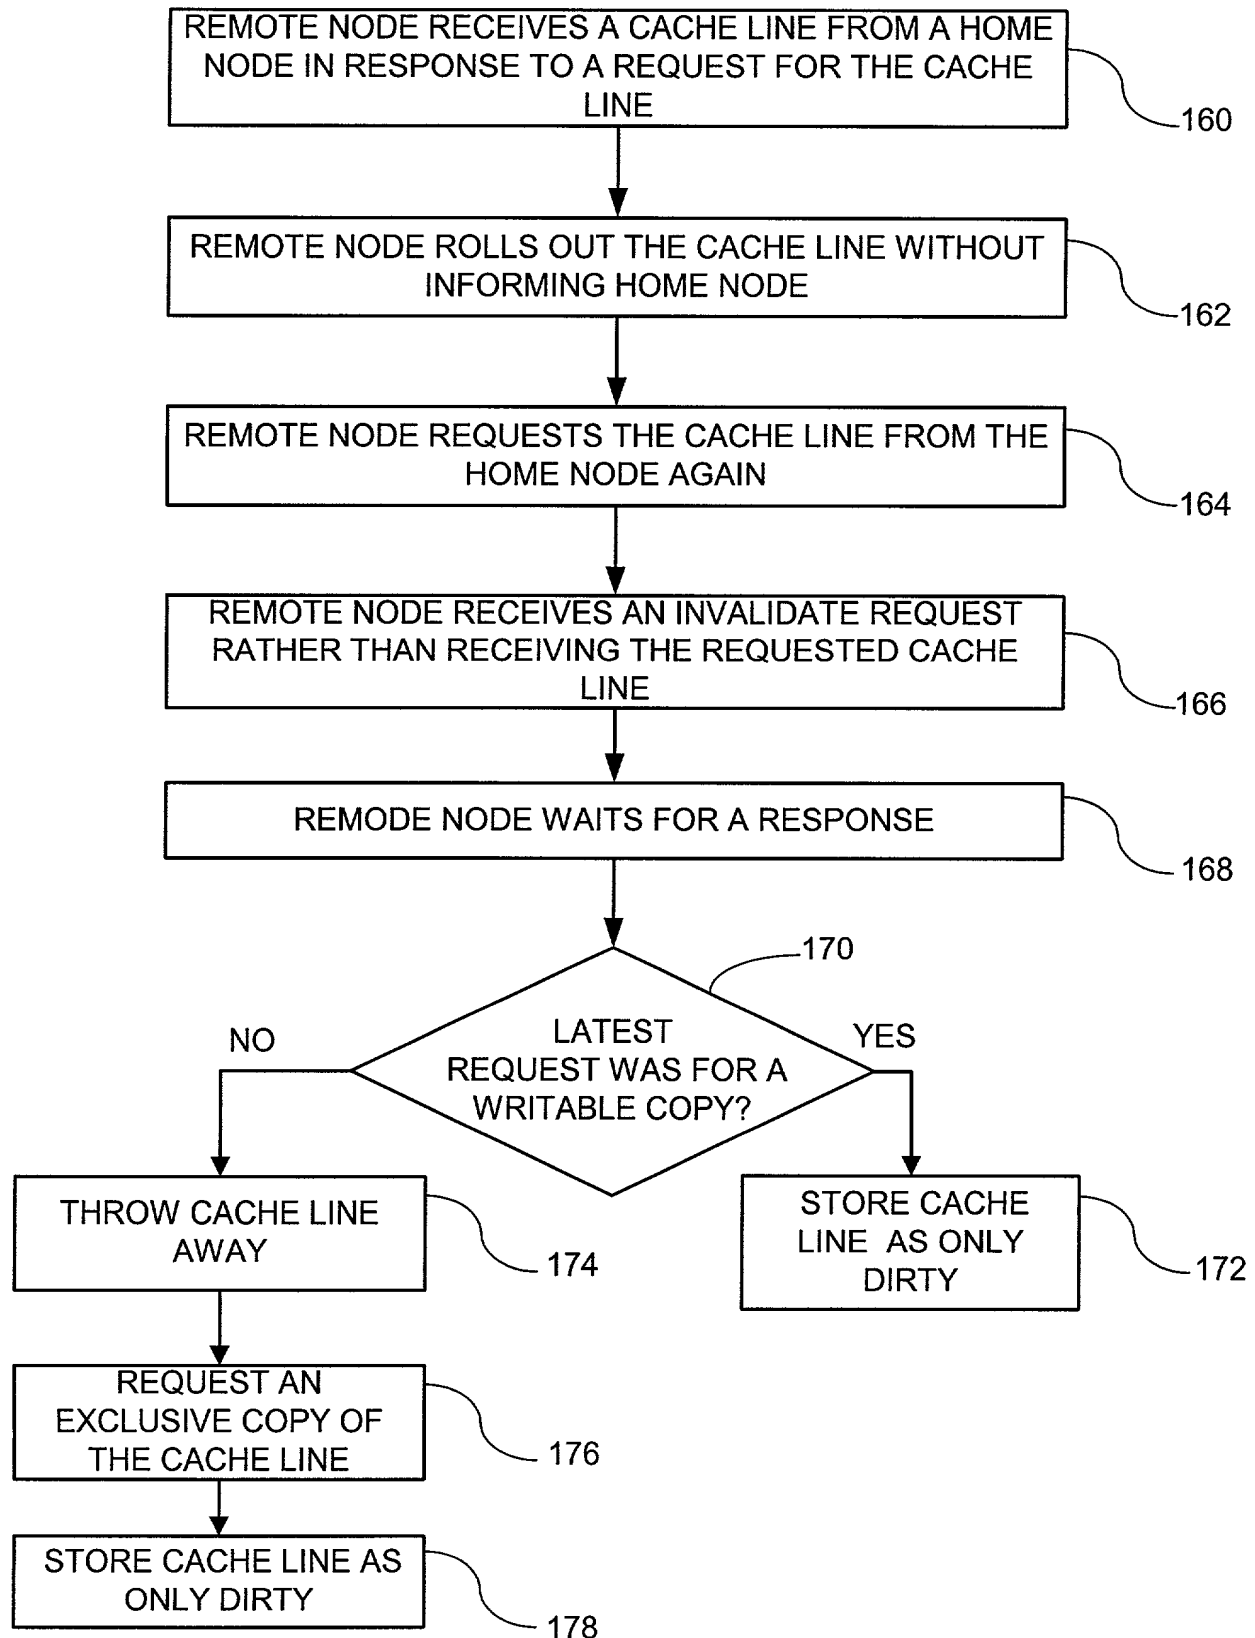 REMOTE NODE RECEIVES A CACHE LINE FROM A HOME
NODE IN RESPONSE TO A REQUEST FOR THE CACHE
LINE
160
REMOTE NODE ROLLS OUT THE CACHE LINE WITHOUT
INFORMING HOME NODE
162
REMOTE NODE REQUESTS THE CACHE LINE FROM THE
HOME NODE AGAIN
164
REMOTE NODE RECEIVES AN INVALIDATE REQUEST
RATHER THAN RECEIVING THE REQUESTED CACHE
LINE
166
REMODE NODE WAITS FOR A RESPONSE
168
170
LATEST
REQUEST WAS FOR A
WRITABLE COPY?
NO
YES
THROW CACHE LINE
AWAY
174
STORE CACHE
LINE AS ONLY
DIRTY
172
REQUEST AN
EXCLUSIVE COPY OF
THE CACHE LINE
176
STORE CACHE LINE AS
ONLY DIRTY
178